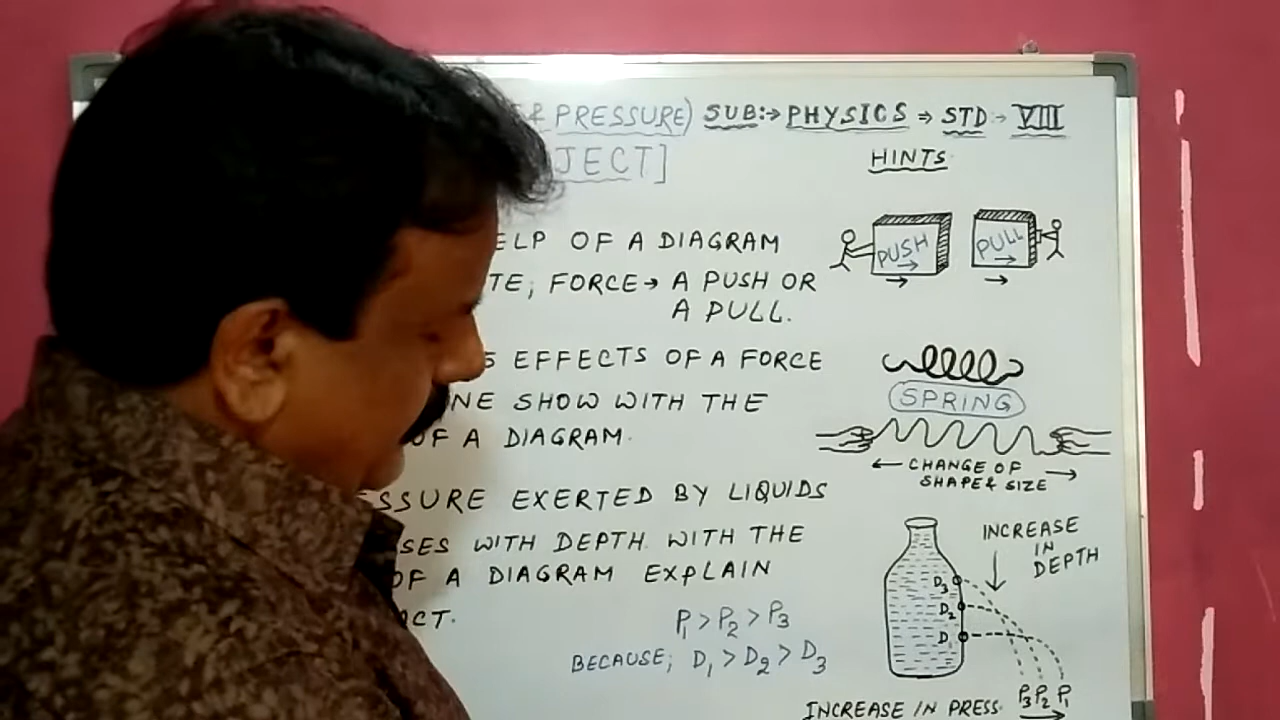 & PRESSURE) SUB:→ PHYSICS ⇒ STD → VIII
JECT]
HINTS
ELP OF A DIAGRAM
TE; FORCE → A PUSH OR
A PULL.
PUSH
→
→
PULL
→
→
S EFFECTS OF A FORCE
NE SHOW WITH THE
OF A DIAGRAM.
SPRING
← CHANGE OF →
SHAPE & SIZE
SSURE EXERTED BY LIQUIDS
SES WITH DEPTH. WITH THE
OF A DIAGRAM EXPLAIN
ACT.
P1 > P2 > P3
BECAUSE; D1 > D2 > D3
INCREASE
IN
DEPTH
D3
D2
D
P3 P2 P1
INCREASE IN PRESS. →